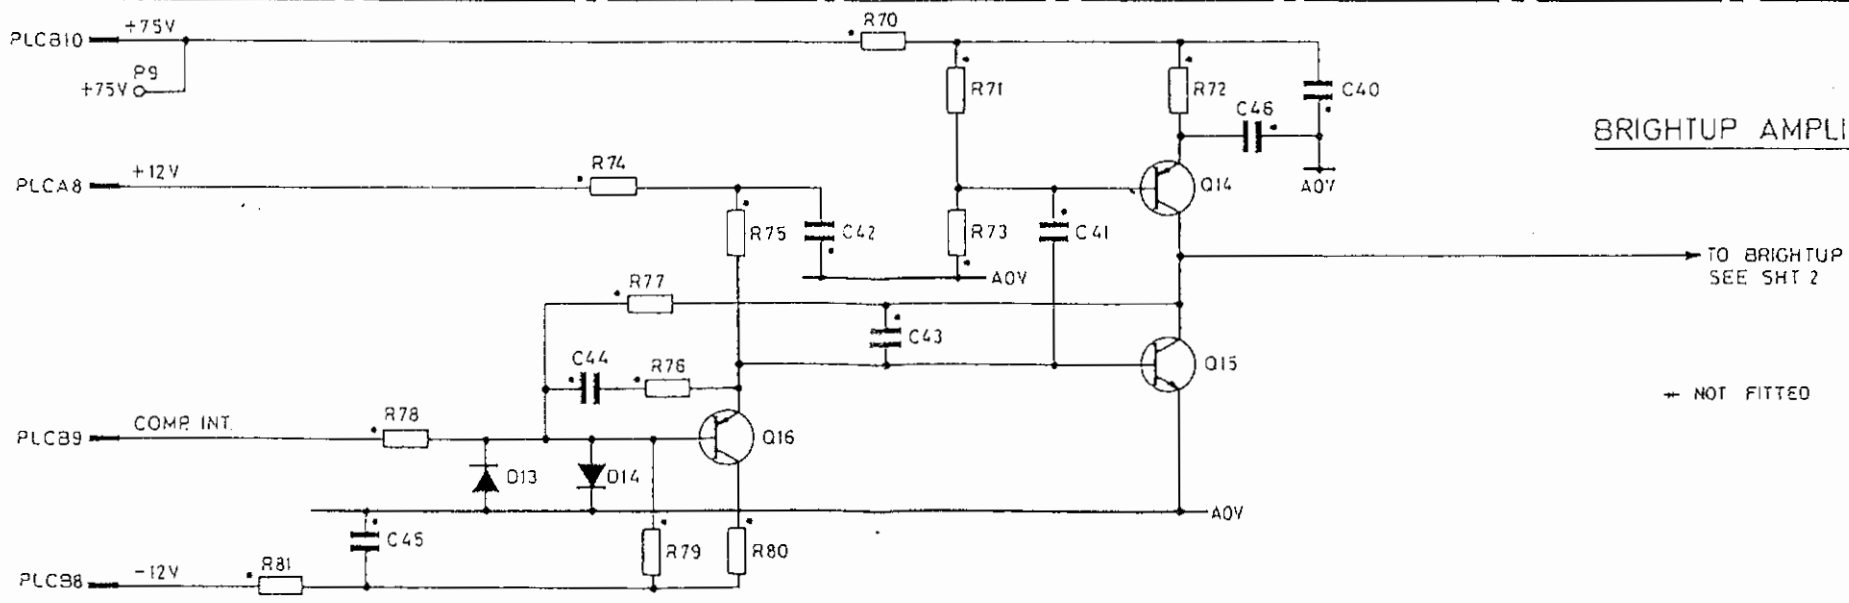 PLCB10 +75V R70
P9
+75V
R71 R72 C40
C46
BRIGHTUP AMPLI
PLCA8 +12V R74 Q14 A0V
R75 C42 R73 C41
A0V
TO BRIGHTUP
SEE SHT 2
R77
C43
C44 R76 Q15
* NOT FITTED
PLCB9 COMP. INT. R78 Q16
D13 D14
A0V
C45 R79 R80
PLCB8 -12V R81